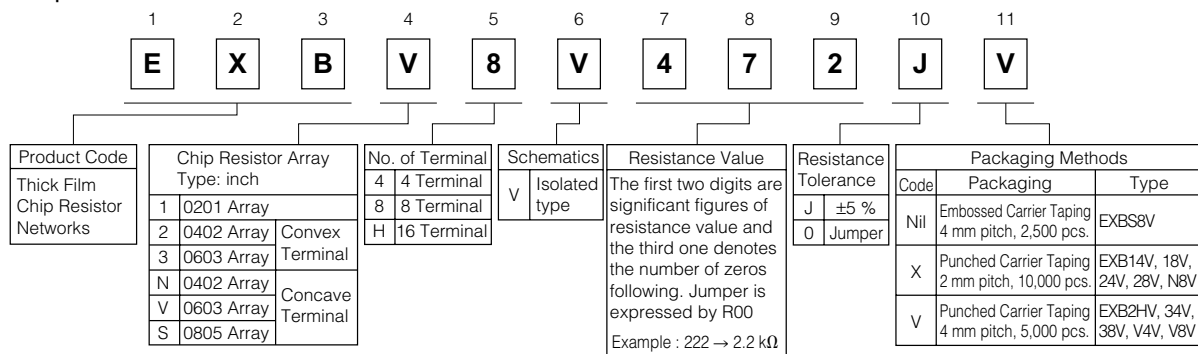 1 2 3 4 5 6 7 8 9 10 11
E X B V 8 V 4 7 2 J V
Product Code
Thick Film
Chip Resistor
Networks
Chip Resistor Array
Type: inch
1 0201 Array
2 0402 Array
3 0603 Array
Convex
Terminal
N 0402 Array
V 0603 Array
S 0805 Array
Concave
Terminal
No. of Terminal
4 4 Terminal
8 8 Terminal
H 16 Terminal
Schematics
V Isolated
type
Resistance Value
The first two digits are
significant figures of
resistance value and
the third one denotes
the number of zeros
following. Jumper is
expressed by R00
Example : 222 → 2.2 kΩ
Resistance
Tolerance
J ±5 %
0 Jumper
Packaging Methods
Code Packaging Type
Nil Embossed Carrier Taping
4 mm pitch, 2,500 pcs.
EXBS8V
X Punched Carrier Taping
2 mm pitch, 10,000 pcs.
EXB14V, 18V,
24V, 28V, N8V
V Punched Carrier Taping
4 mm pitch, 5,000 pcs.
EXB2HV, 34V,
38V, V4V, V8V